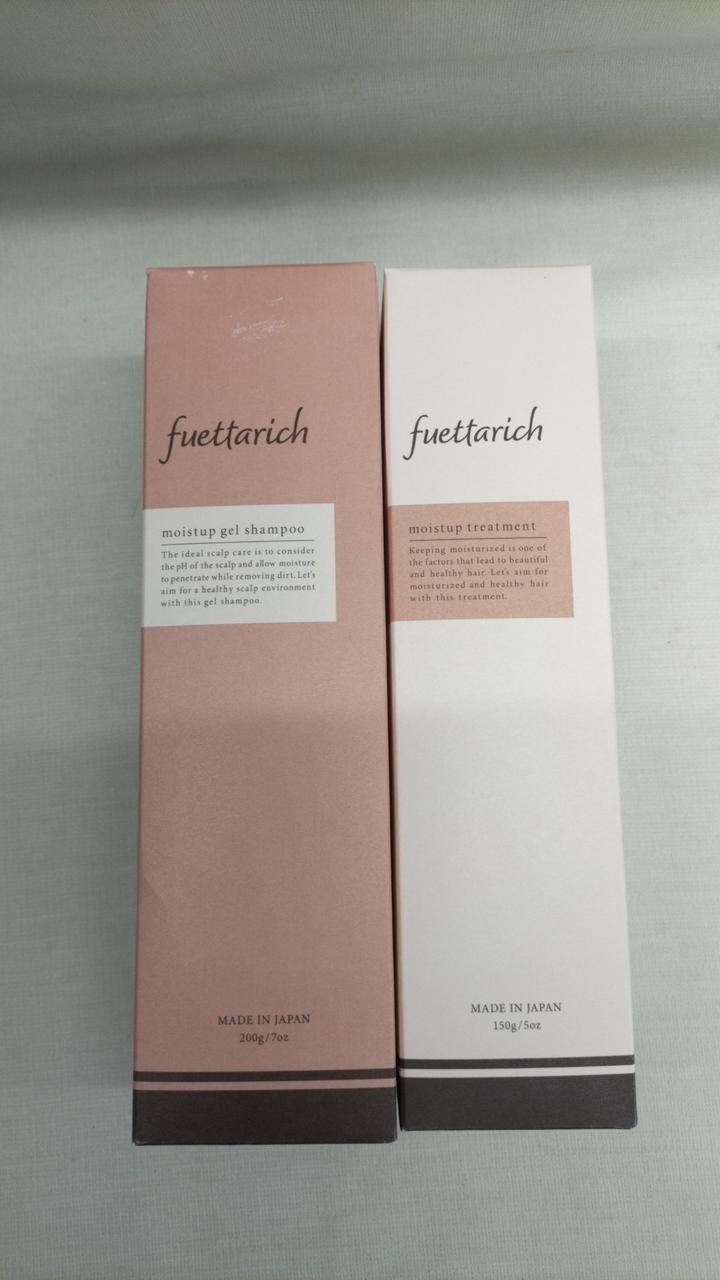 fuettarich
moistup gel shampoo
The ideal scalp care is to consider
the pH of the scalp and allow moisture
to penetrate while removing dirt. Let's
aim for a healthy scalp environment
with this gel shampoo.
MADE IN JAPAN
200g/7oz
fuettarich
moistup treatment
Keeping moisturized is one of
the factors that lead to beautiful
and healthy hair. Let's aim for
moisturized and healthy hair
with this treatment.
MADE IN JAPAN
150g/5oz